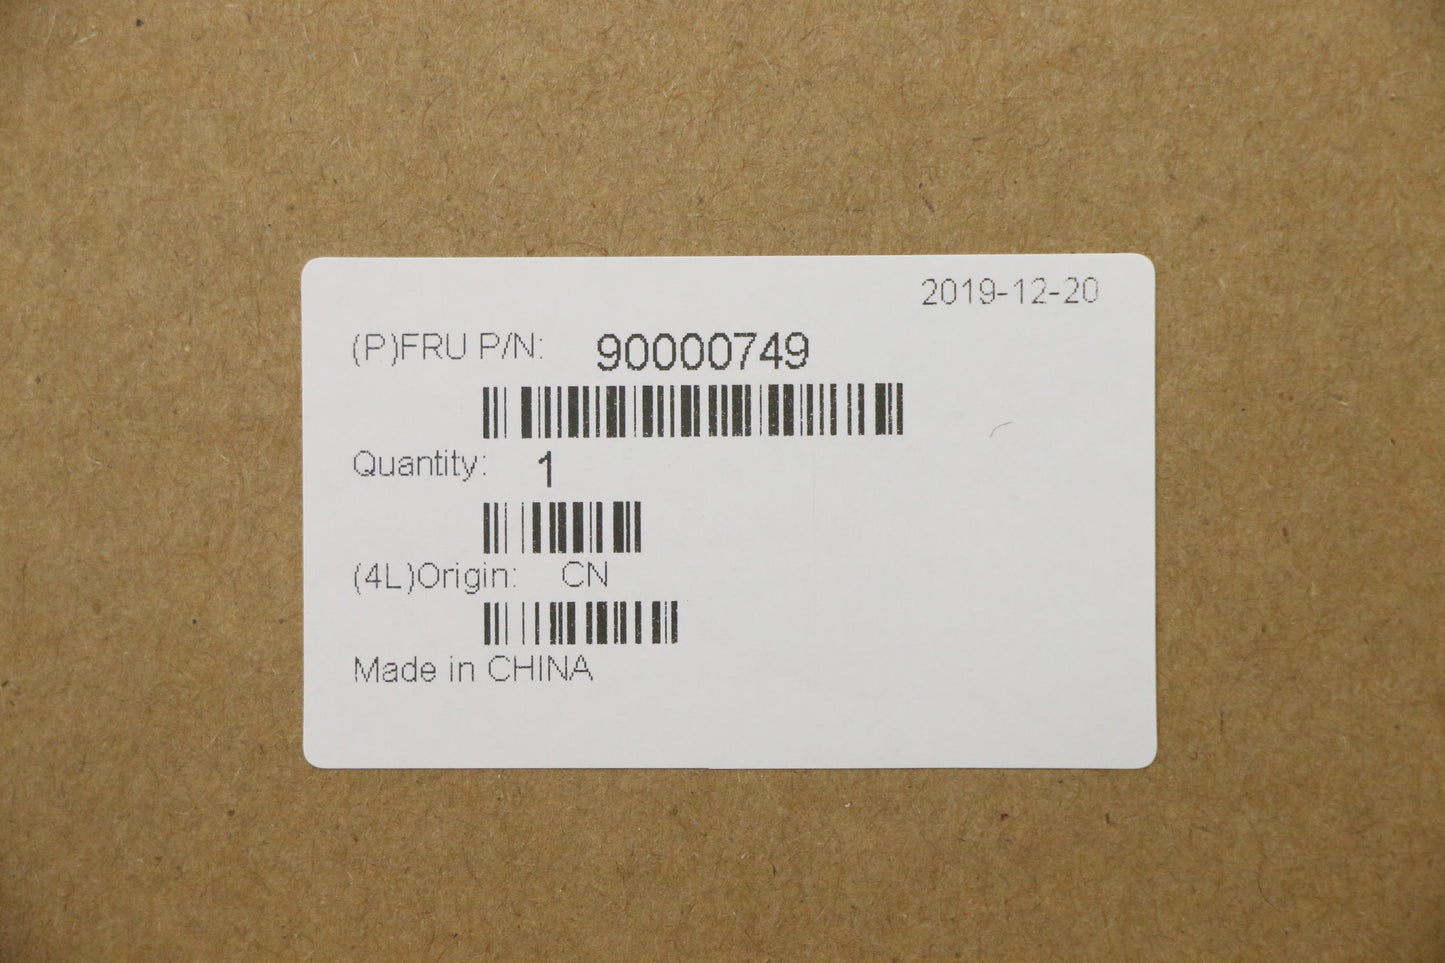 2019-12-20
(P)FRU P/N: 90000749
Quantity: 1
(4L)Origin: CN
Made in CHINA